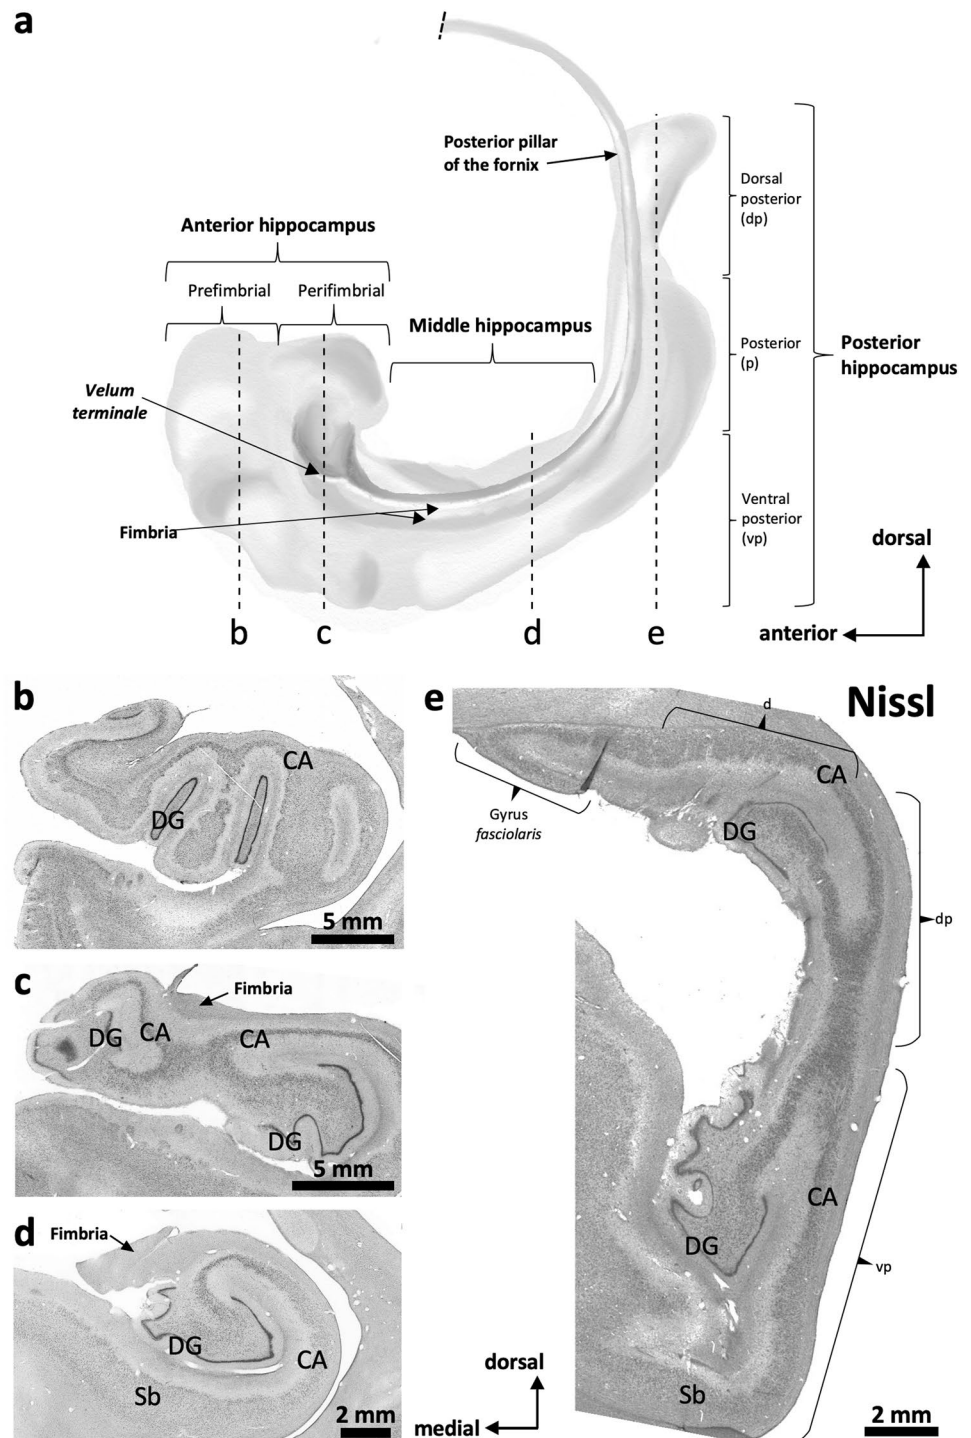 a
Posterior pillar
of the fornix
Dorsal
posterior
(dp)
Anterior hippocampus
Prefimbrial
Perifimbrial
Middle hippocampus
Posterior
(p)
Posterior
hippocampus
Velum
terminale
Fimbria
Ventral
posterior
(vp)
dorsal
anterior
b
c
d
e
b
CA
DG
5 mm
c
Fimbria
DG
CA
CA
DG
5 mm
d
Fimbria
DG
CA
Sb
2 mm
dorsal
medial
e
Nissl
d
CA
Gyrus
fasciolaris
DG
dp
CA
DG
vp
Sb
2 mm